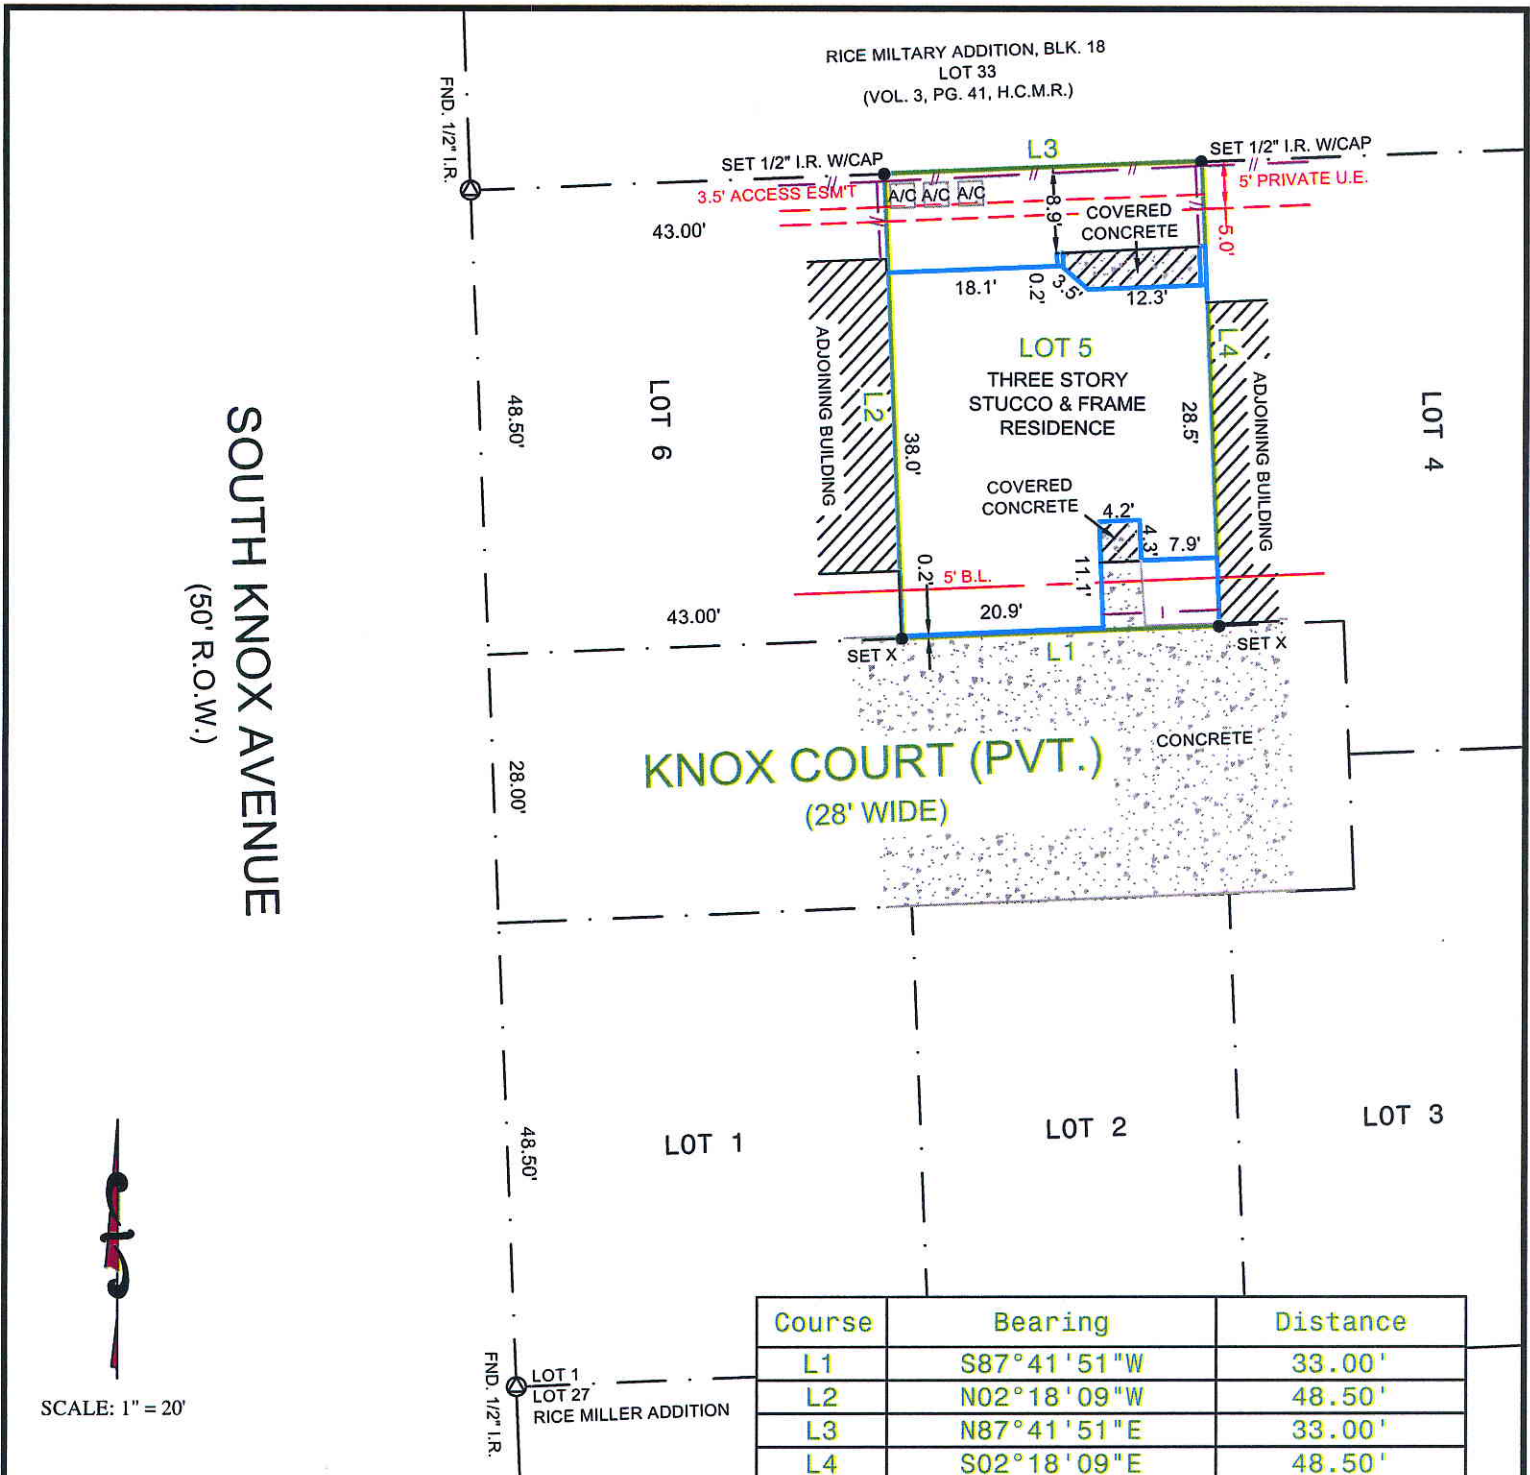 RICE MILTARY ADDITION, BLK. 18
LOT 33
(VOL. 3, PG. 41, H.C.M.R.)
FND. 1/2" I.R.
SET 1/2" I.R. W/CAP
L3
SET 1/2" I.R. W/CAP
3.5' ACCESS ESM'T
A/C A/C A/C
5' PRIVATE U.E.
43.00'
8.9'
COVERED
CONCRETE
5.0'
18.1'
0.2'
3.5'
12.3'
ADJOINING BUILDING
LOT 5
THREE STORY
STUCCO & FRAME
RESIDENCE
L4
ADJOINING BUILDING
LOT 6
48.50'
L2
38.0'
28.5'
LOT 4
SOUTH KNOX AVENUE
(50' R.O.W.)
COVERED
CONCRETE
4.2'
4.3'
7.9'
11.1'
0.2'
5' B.L.
43.00'
20.9'
SET X
L1
SET X
KNOX COURT (PVT.)
(28' WIDE)
CONCRETE
28.00'
48.50'
LOT 1
LOT 2
LOT 3
SCALE: 1" = 20'
FND. 1/2" I.R.
LOT 1
LOT 27
RICE MILLER ADDITION
Course Bearing Distance
L1 S87°41'51"W 33.00'
L2 N02°18'09"W 48.50'
L3 N87°41'51"E 33.00'
L4 S02°18'09"E 48.50'